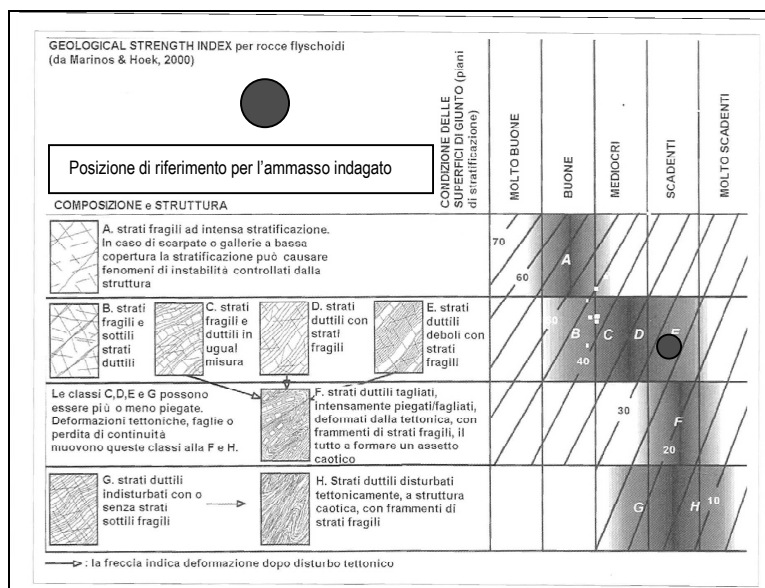 GEOLOGICAL STRENGTH INDEX per rocce flyschoidi
(da Marinos & Hoek, 2000)
Posizione di riferimento per l'ammasso indagato
COMPOSIZIONE e STRUTTURA
CONDIZIONE DELLE
SUPERFICI DI GIUNTO (piani
di stratificazione)
MOLTO BUONE
BUONE
MEDIOCRI
SCADENTI
MOLTO SCADENTI
A. strati fragili ad intensa stratificazione.
In caso di scarpate o gallerie a bassa
copertura la stratificazione può causare
fenomeni di instabilità controllati dalla
struttura
70
60
A
B. strati
fragili e
sottili
strati
duttili
C. strati
fragili e
duttili in
ugual
misura
D. strati
duttili con
strati
fragili
E. strati
duttili
deboli con
strati
fragili
B
C
D
E
40
Le classi C,D,E e G possono
essere più o meno piegate.
Deformazioni tettoniche, faglie o
perdita di continuità
muovono queste classi alla F e H.
F. strati duttili tagliati,
intensamente piegati/fagliati,
deformati dalla tettonica, con
frammenti di strati fragili, il
tutto a formare un assetto
caotico
30
F
20
G. strati duttili
indisturbati con o
senza strati
sottili fragili
H. Strati duttili disturbati
tettonicamente, a struttura
caotica, con frammenti di
strati fragili
G
H
10
: la freccia indica deformazione dopo disturbo tettonico